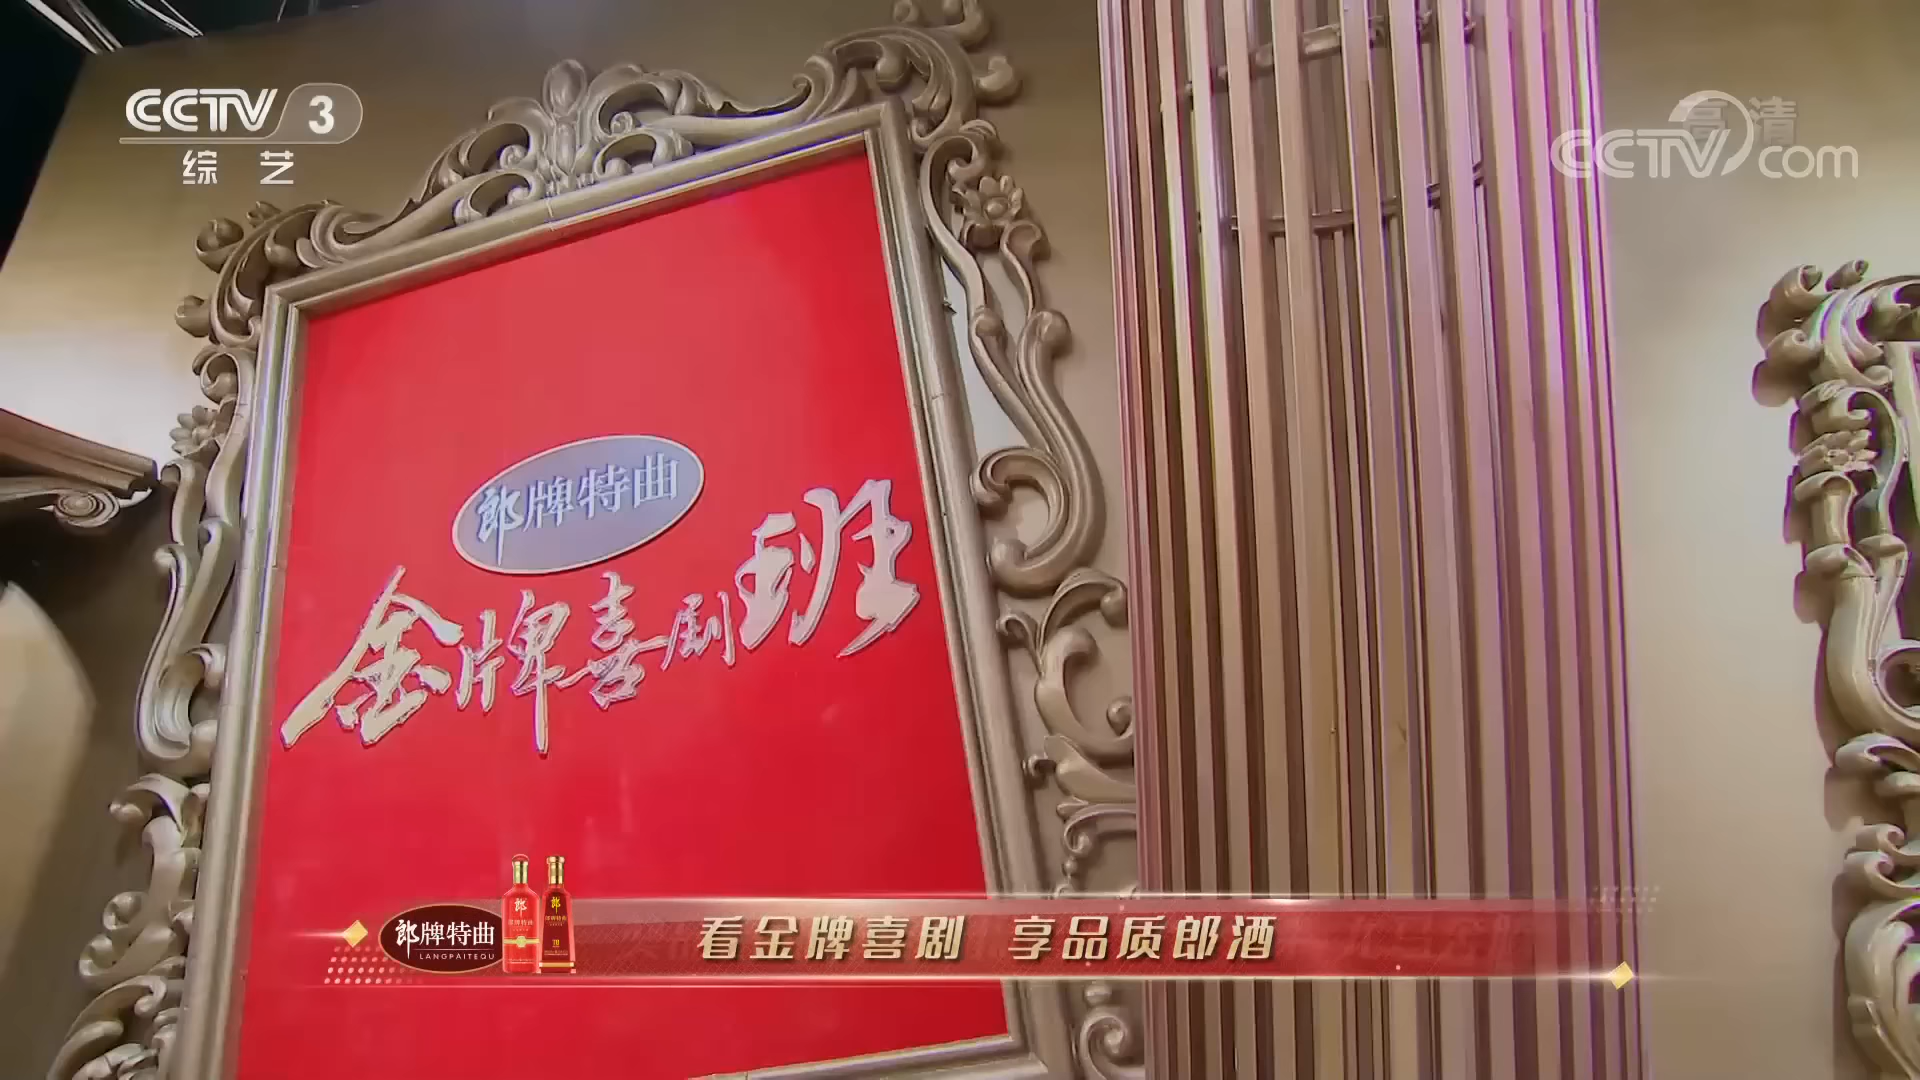 CCTV 3
综艺
高清
CCTV com
郎牌特曲
金牌喜剧班
郎牌特曲
LANGPAITEQU
看金牌喜剧 享品质郎酒